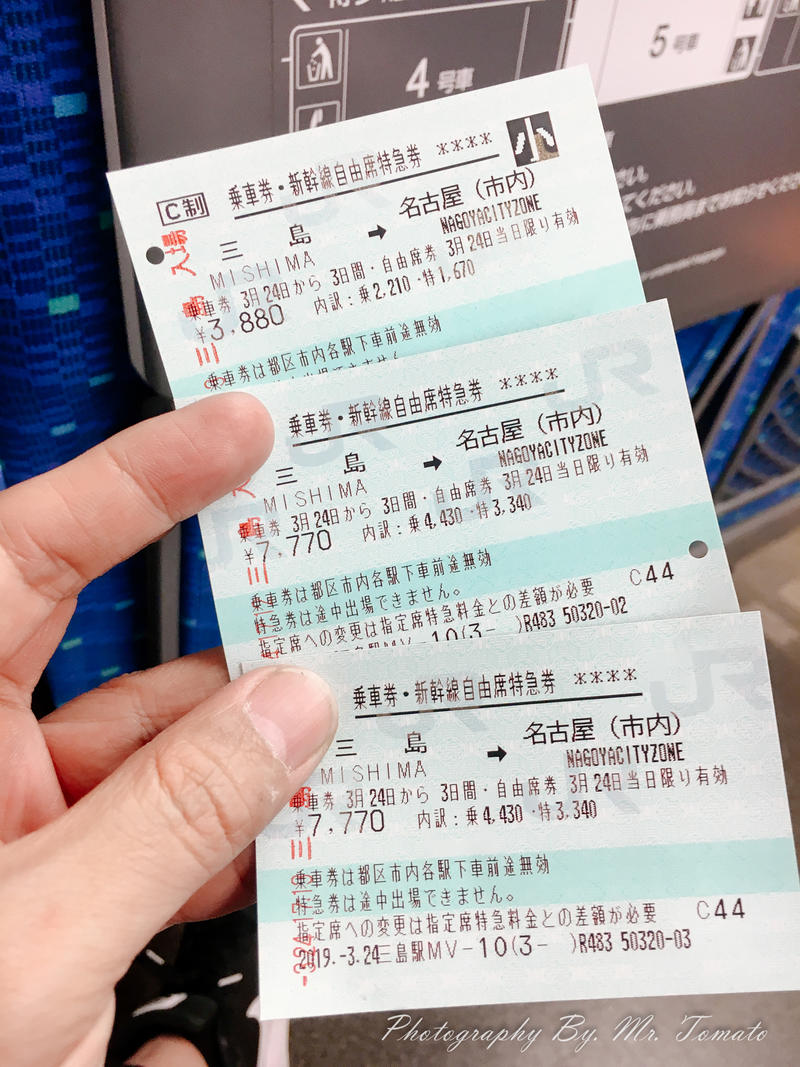 4号車
5号車
小
C制
乗車券・新幹線自由席特急券 ****
三島 ➡ 名古屋（市内）
MISHIMA NAGOYACITYZONE
乗車券 3月24日から 3日間・自由席券 3月24日当日限り有効
¥3,880 内訳：乗2,210・特1,670
乗車券は都区市内各駅下車前途無効
乗車券・新幹線自由席特急券 ****
三島 ➡ 名古屋（市内）
MISHIMA NAGOYACITYZONE
乗車券 3月24日から 3日間・自由席券 3月24日当日限り有効
¥7,770 内訳：乗4,430・特3,340
乗車券は都区市内各駅下車前途無効
特急券は途中出場できません。
指定席への変更は指定席特急料金との差額が必要 C44
MV-10(3- )R483 50320-02
乗車券・新幹線自由席特急券 ****
三島 ➡ 名古屋（市内）
MISHIMA NAGOYACITYZONE
乗車券 3月24日から 3日間・自由席券 3月24日当日限り有効
¥7,770 内訳：乗4,430・特3,340
乗車券は都区市内各駅下車前途無効
特急券は途中出場できません。
指定席への変更は指定席特急料金との差額が必要 C44
2019.-3.24三島駅MV-10(3- )R483 50320-03
Photography By. Mr. Tomato